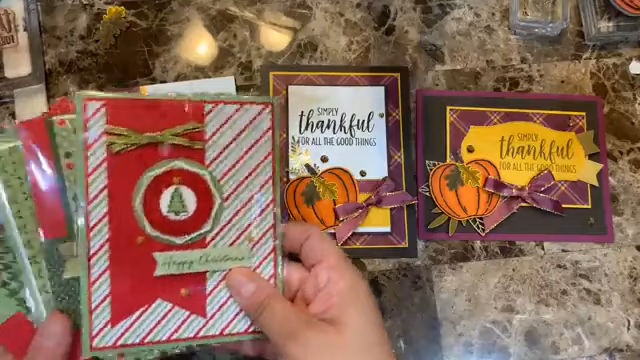 SIMPLY
thankful
FOR ALL THE GOOD THINGS
SIMPLY
thankful
FOR ALL THE GOOD THINGS
Happy Christmas